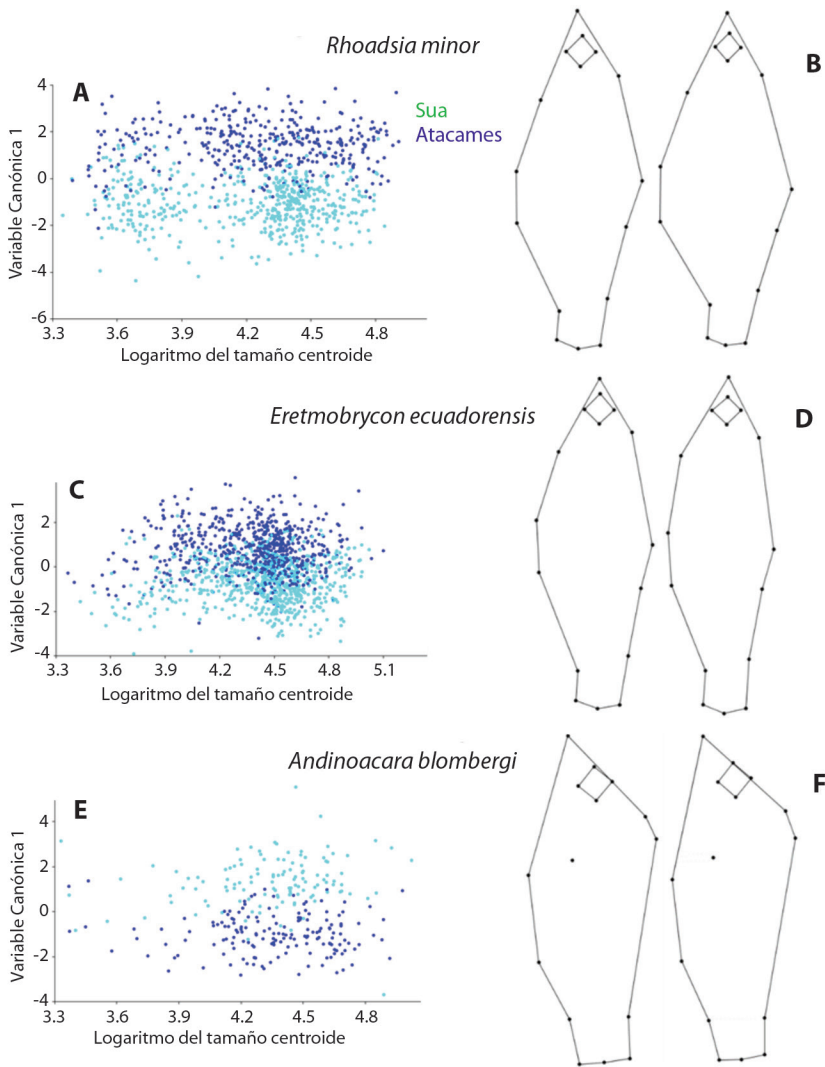 Rhoadsia minor
A
B
Sua
Atacames
4
2
0
-2
-4
-6
Variable Canónica 1
3.3 3.6 3.9 4.2 4.5 4.8
Logaritmo del tamaño centroide
Eretmobrycon ecuadorensis
C
D
2
0
-2
-4
Variable Canónica 1
3.3 3.6 3.9 4.2 4.5 4.8 5.1
Logaritmo del tamaño centroide
Andinoacara blombergi
E
F
4
2
0
-2
-4
Variable Canónica 1
3.3 3.6 3.9 4.2 4.5 4.8
Logaritmo del tamaño centroide